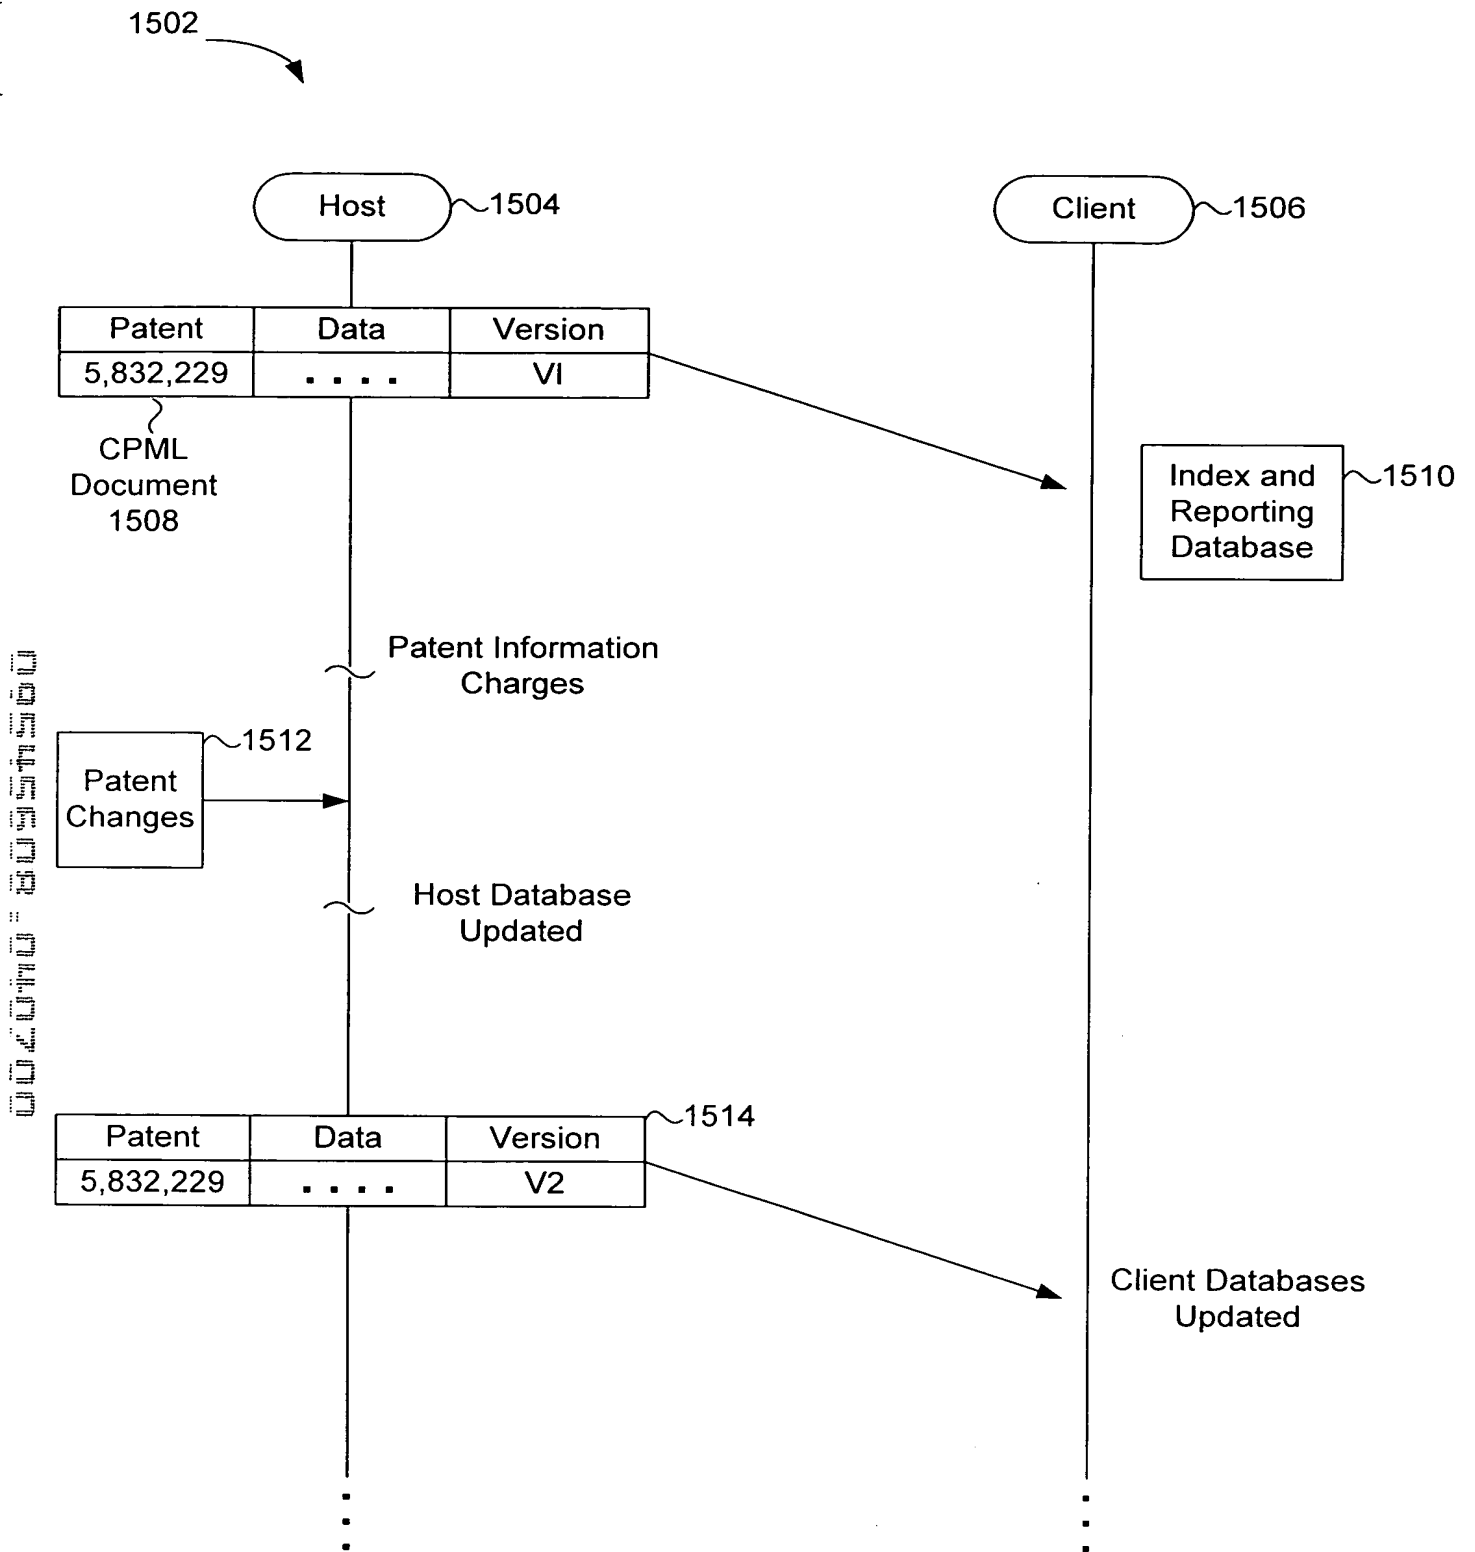 1502
Host
1504
Client
1506
Patent Data Version
5,832,229 . . . . VI
CPML
Document
1508
Index and
Reporting
Database
1510
Patent Information
Charges
1512
Patent
Changes
Host Database
Updated
1514
Patent Data Version
5,832,229 . . . . V2
Client Databases
Updated